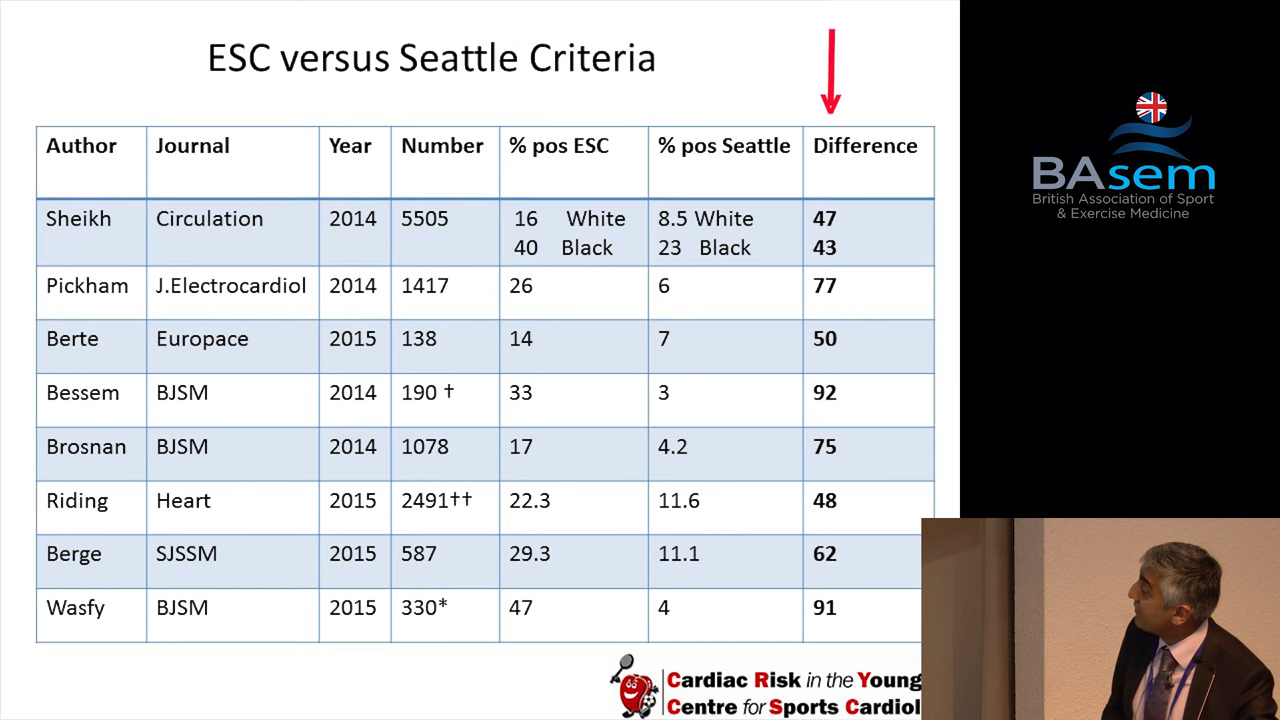 ESC versus Seattle Criteria
Author Journal Year Number % pos ESC % pos Seattle Difference
Sheikh Circulation 2014 5505 16 White 8.5 White 47
40 Black 23 Black 43
Pickham J.Electrocardiol 2014 1417 26 6 77
Berte Europace 2015 138 14 7 50
Bessem BJSM 2014 190 † 33 3 92
Brosnan BJSM 2014 1078 17 4.2 75
Riding Heart 2015 2491†† 22.3 11.6 48
Berge SJSSM 2015 587 29.3 11.1 62
Wasfy BJSM 2015 330* 47 4 91
Cardiac Risk in the Young
Centre for Sports Cardiol
BAsem
British Association of Sport
& Exercise Medicine